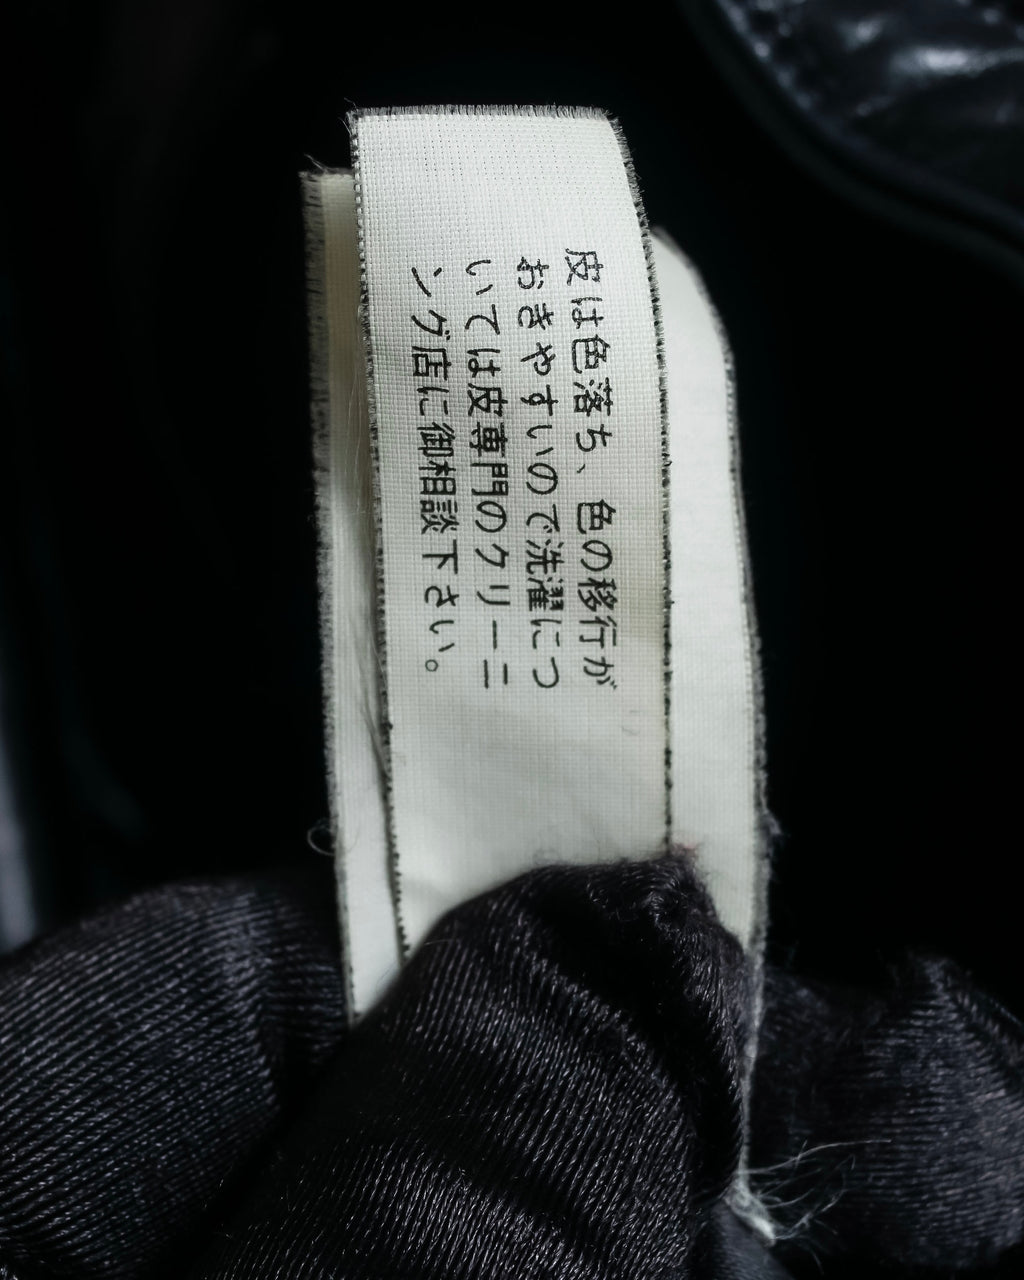 皮は色落ち、色の移行が
おきやすいので洗濯につ
いては皮専門のクリーニ
ング店に御相談下さい。